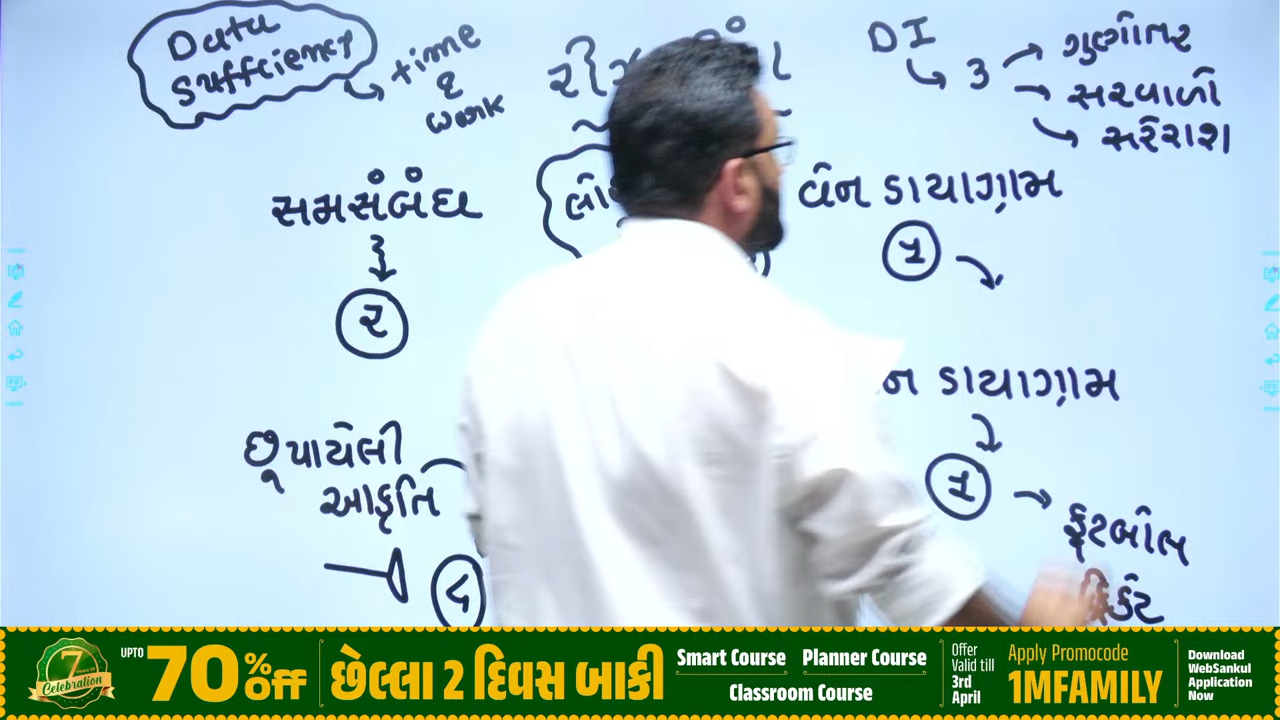 Data
Sufficiency
time
&
work
DI
3
ગુણોત્તર
સરવાળો
સરેરાશ
સમસંબંધ
૨
વેન ડાયાગ્રામ
૧
ન ડાયાગ્રામ
૧
ફૂટબોલ
છૂપાયેલી
આકૃતિ
7
Celebration
UPTO 70% Off
છેલ્લા 2 દિવસ બાકી
Smart Course Planner Course
Classroom Course
Offer
Valid till
3rd
April
Apply Promocode
1MFAMILY
Download
WebSankul
Application
Now